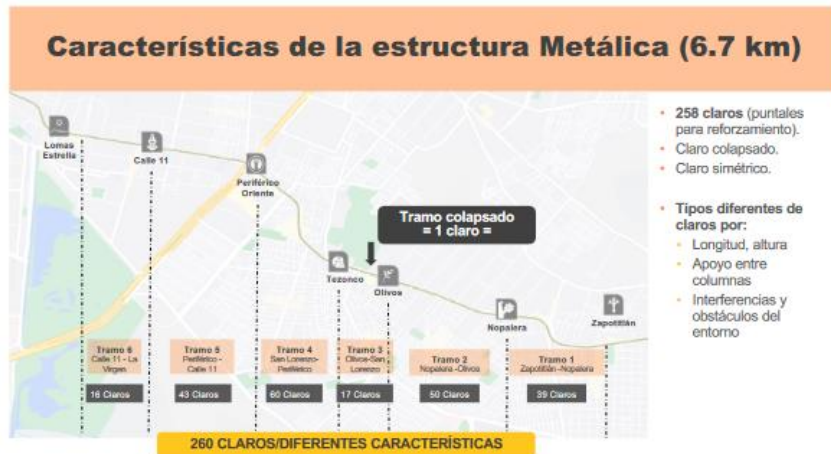 Características de la estructura Metálica (6.7 km)
Lomas
Estrella
Calle 11
Periférico
Oriente
Tramo colapsado
= 1 claro =
Tezonco
Olivos
Nopalera
Zapotitlán
Tramo 6
Calle 11 - La
Virgen
16 Claros
Tramo 5
Periférico -
Calle 11
43 Claros
Tramo 4
San Lorenzo-
Periférico
60 Claros
Tramo 3
Olivos-San
Lorenzo
17 Claros
Tramo 2
Nopalera -Olivos
50 Claros
Tramo 1
Zapotitlán -Nopalera
39 Claros
260 CLAROS/DIFERENTES CARACTERÍSTICAS
• 258 claros (puntales
para reforzamiento).
• Claro colapsado.
• Claro simétrico.
• Tipos diferentes de
claros por:
• Longitud, altura
• Apoyo entre
columnas
• Interferencias y
obstáculos del
entorno